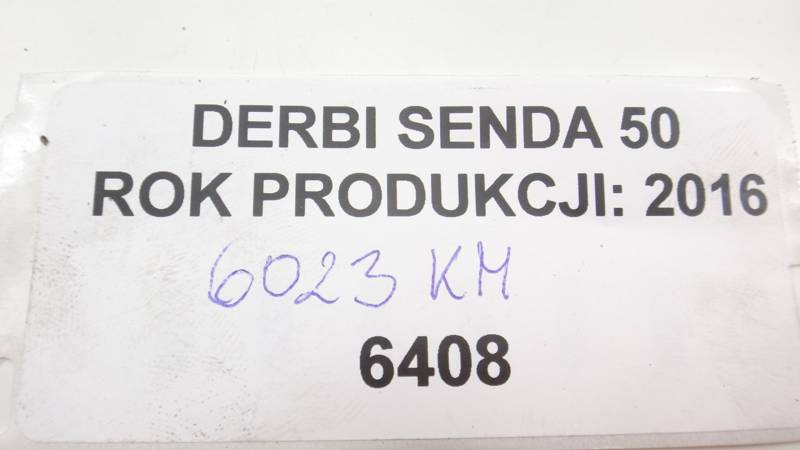 DERBI SENDA 50
ROK PRODUKCJI: 2016
6023 KM
6408